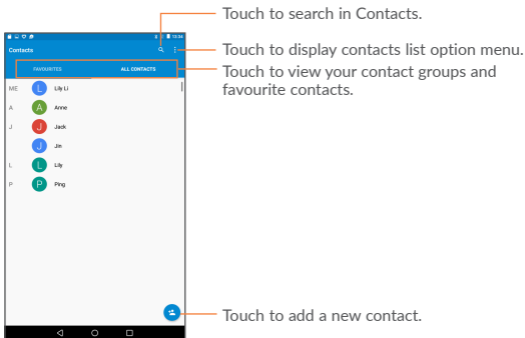 Touch to search in Contacts.
10:36
Contacts
Touch to display contacts list option menu.
FAVOURITES
ALL CONTACTS
Touch to view your contact groups and
favourite contacts.
ME L Lily Li
A A Anne
J J Jack
J Jin
L L Lily
P P Ping
Touch to add a new contact.